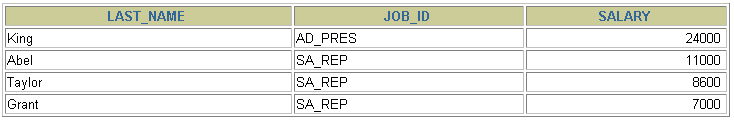 LAST_NAME JOB_ID SALARY
King AD_PRES 24000
Abel SA_REP 11000
Taylor SA_REP 8600
Grant SA_REP 7000